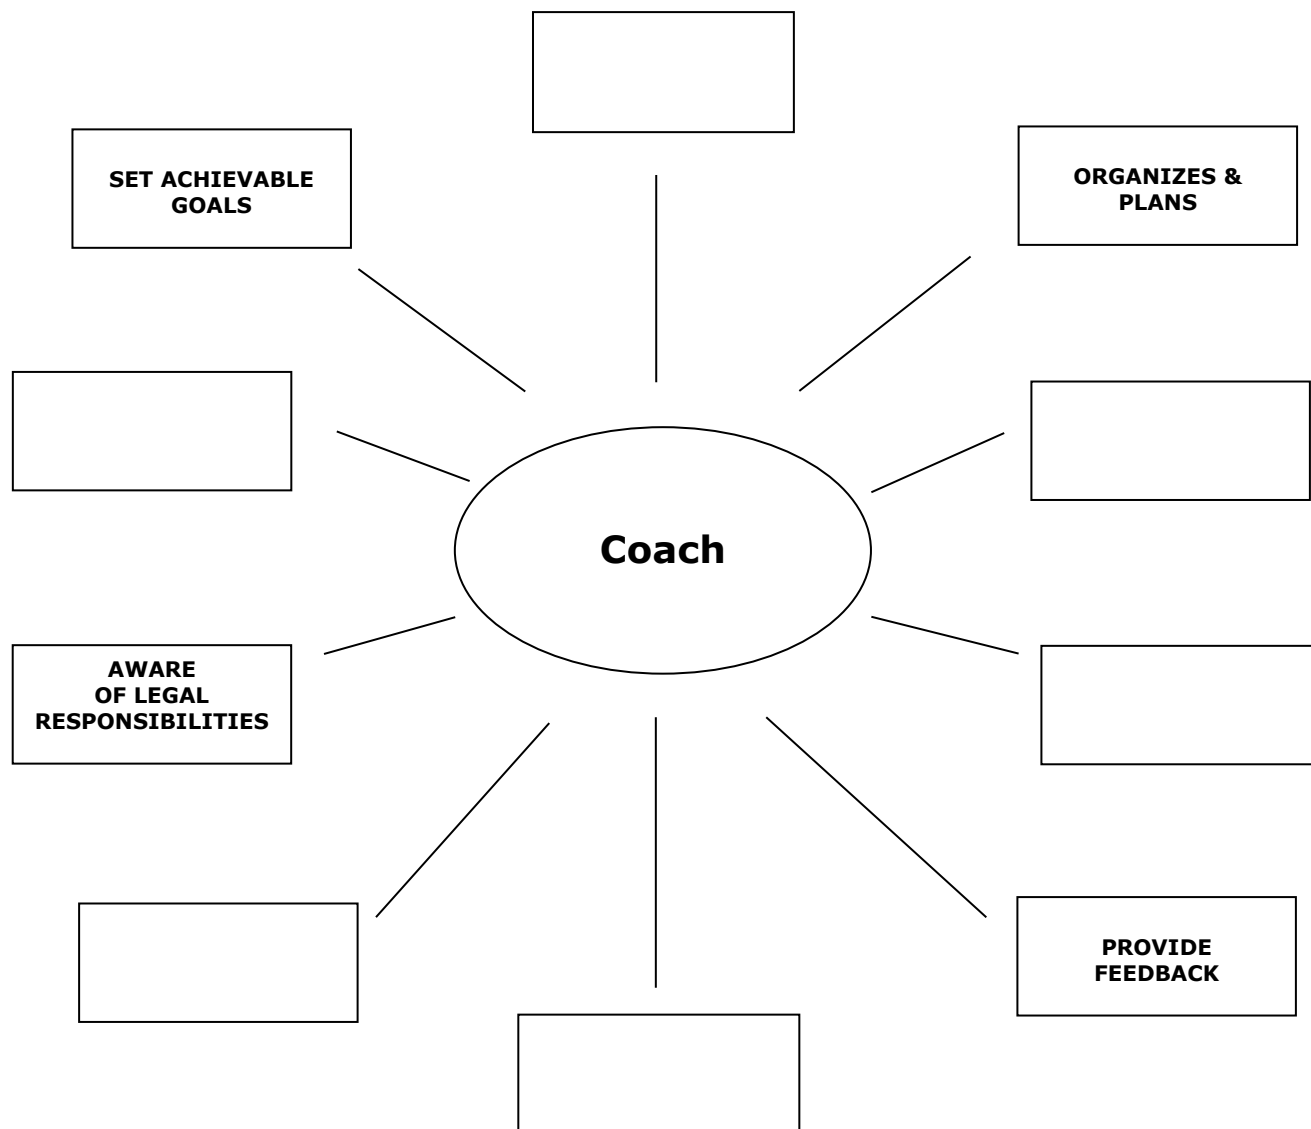 SET ACHIEVABLE
GOALS
ORGANIZES &
PLANS
Coach
AWARE
OF LEGAL
RESPONSIBILITIES
PROVIDE
FEEDBACK